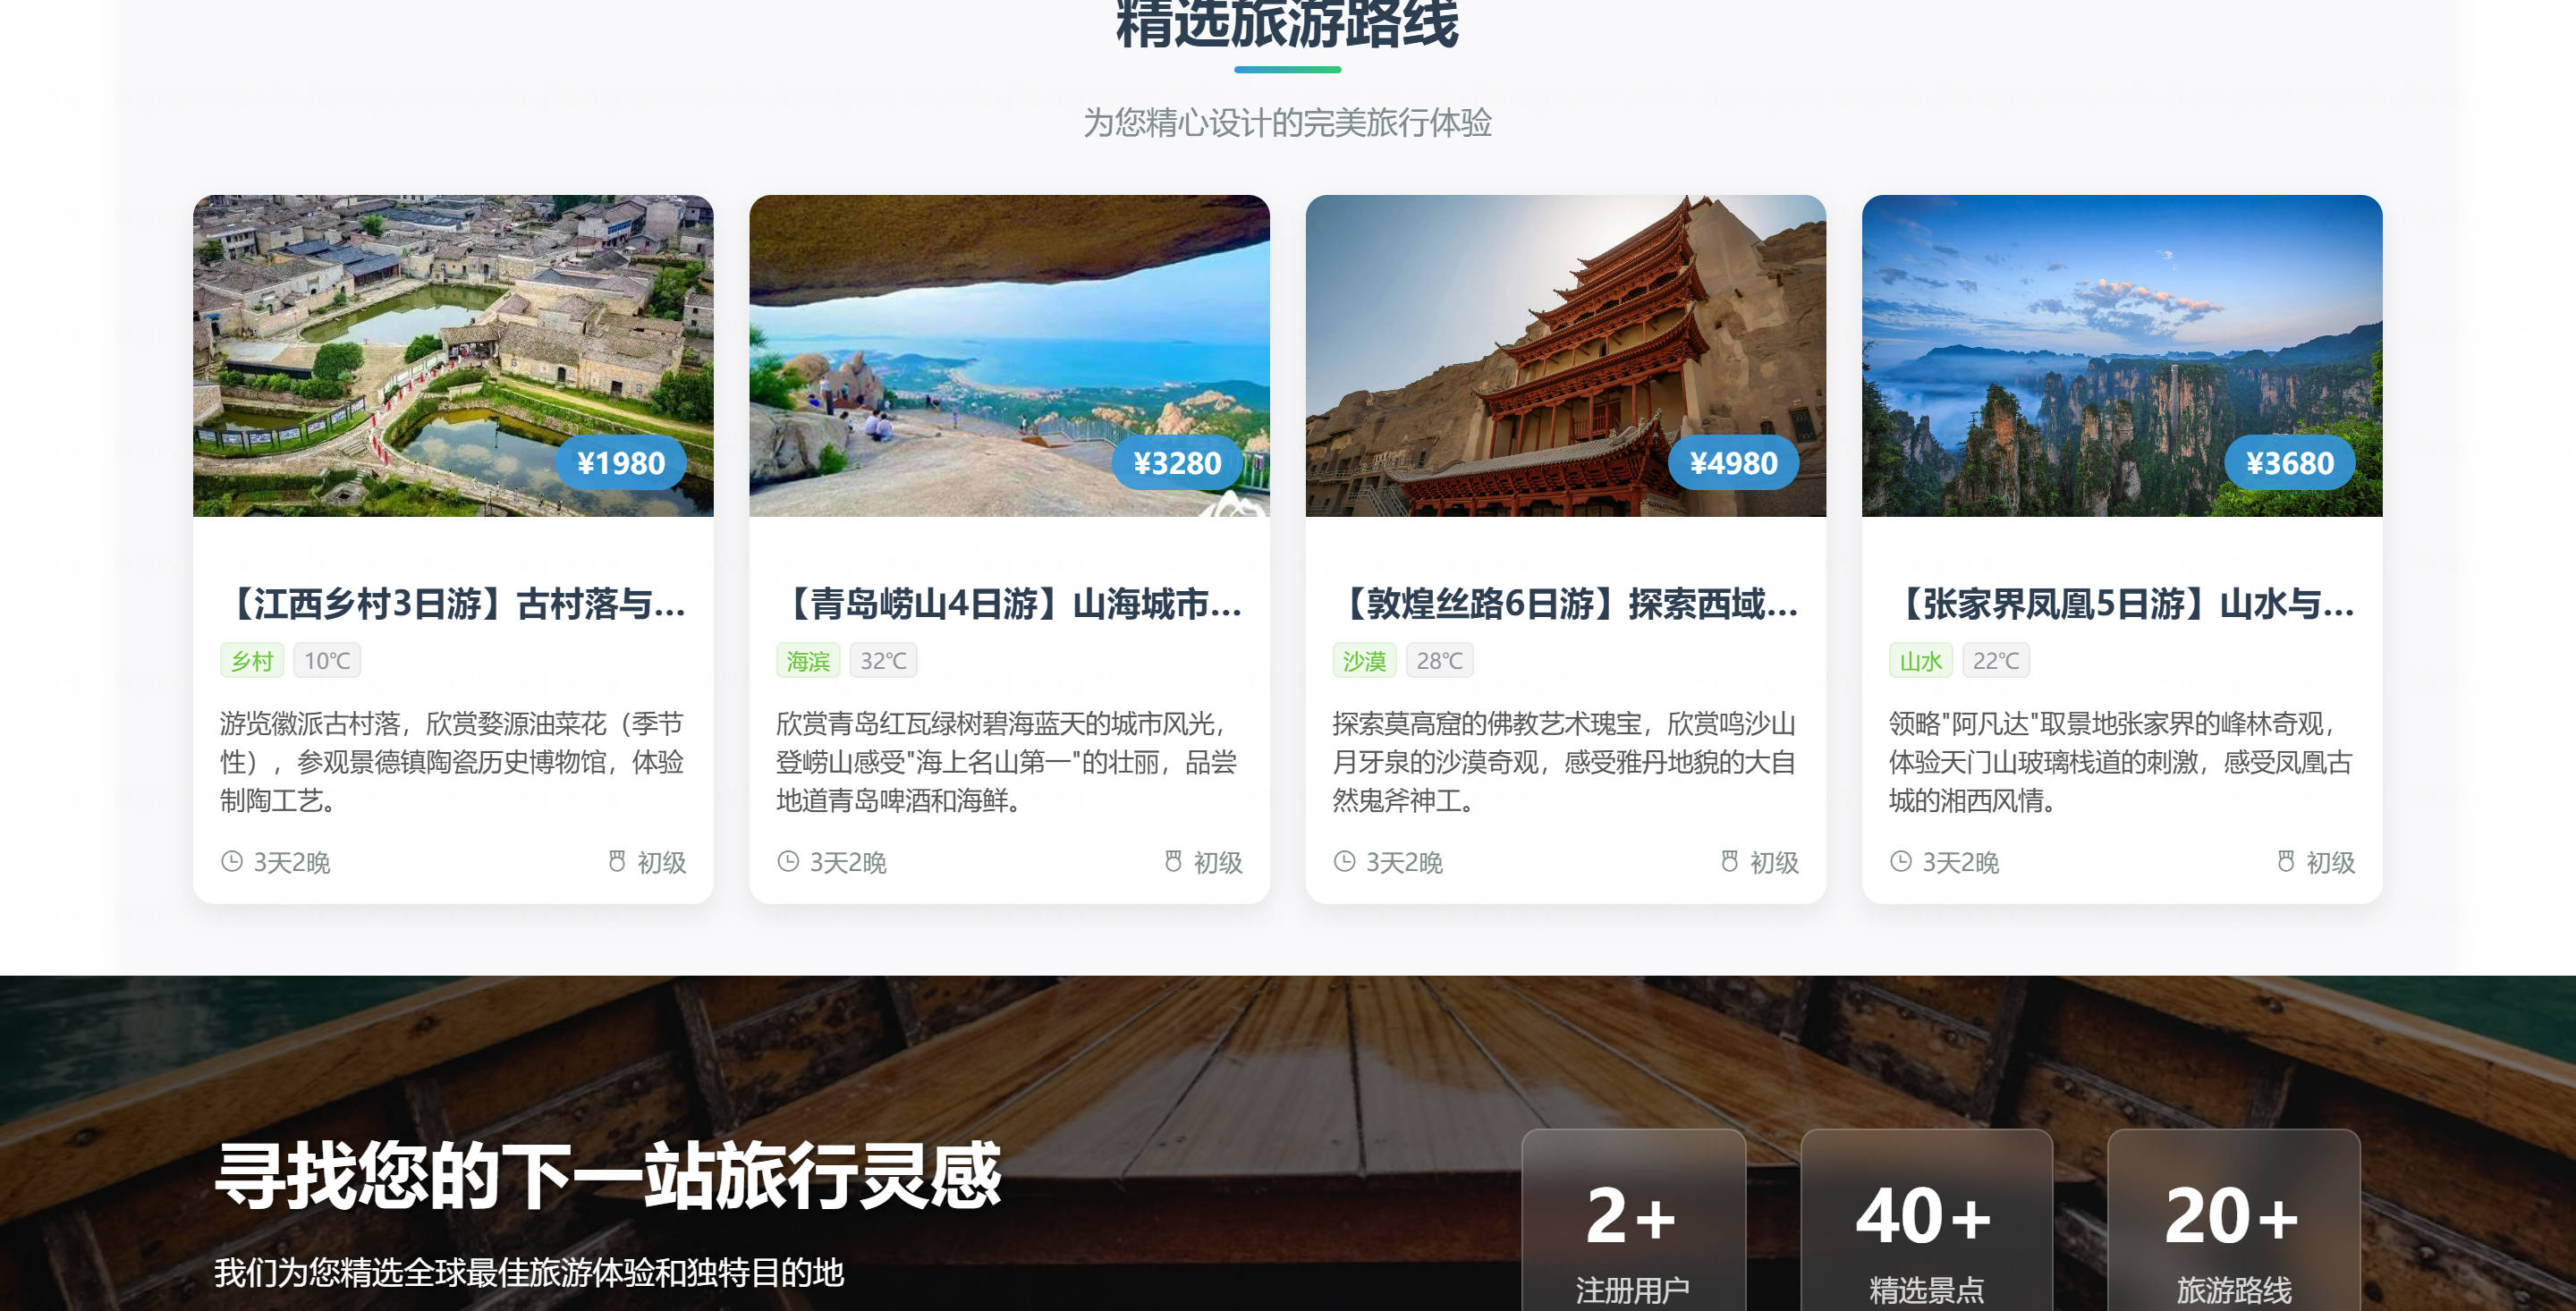 精选旅游路线
为您精心设计的完美旅行体验
¥1980
¥3280
¥4980
¥3680
【江西乡村3日游】古村落与...
乡村 10℃
游览徽派古村落，欣赏婺源油菜花（季节
性），参观景德镇陶瓷历史博物馆，体验
制陶工艺。
3天2晚 初级
【青岛崂山4日游】山海城市...
海滨 32℃
欣赏青岛红瓦绿树碧海蓝天的城市风光，
登崂山感受"海上名山第一"的壮丽，品尝
地道青岛啤酒和海鲜。
3天2晚 初级
【敦煌丝路6日游】探索西域...
沙漠 28℃
探索莫高窟的佛教艺术瑰宝，欣赏鸣沙山
月牙泉的沙漠奇观，感受雅丹地貌的大自
然鬼斧神工。
3天2晚 初级
【张家界凤凰5日游】山水与...
山水 22℃
领略"阿凡达"取景地张家界的峰林奇观，
体验天门山玻璃栈道的刺激，感受凤凰古
城的湘西风情。
3天2晚 初级
寻找您的下一站旅行灵感
我们为您精选全球最佳旅游体验和独特目的地
2+
注册用户
40+
精选景点
20+
旅游路线